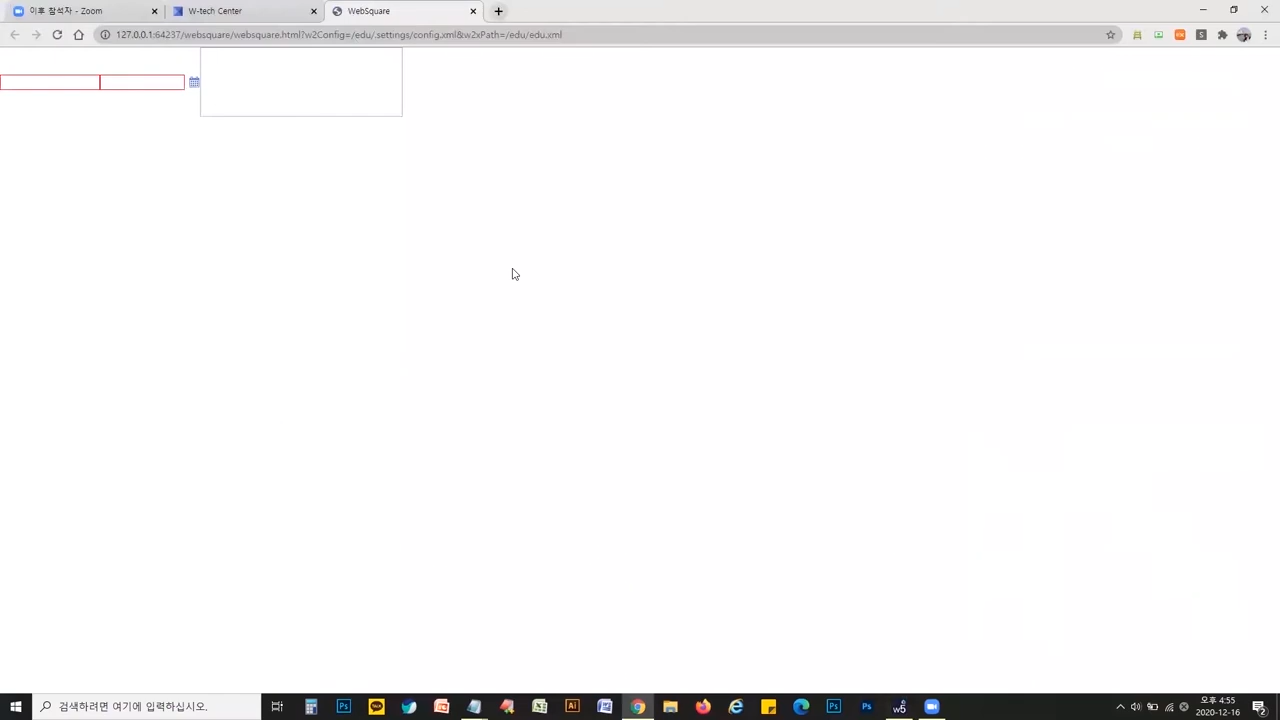 이후 참석자 - Zoom
W-tech Center
WebSquare
127.0.0.1:64237/websquare/websquare.html?w2Config=/edu/.settings/config.xml&w2xPath=/edu/edu.xml
검색하려면 여기에 입력하십시오.
오후 4:55
2020-12-16